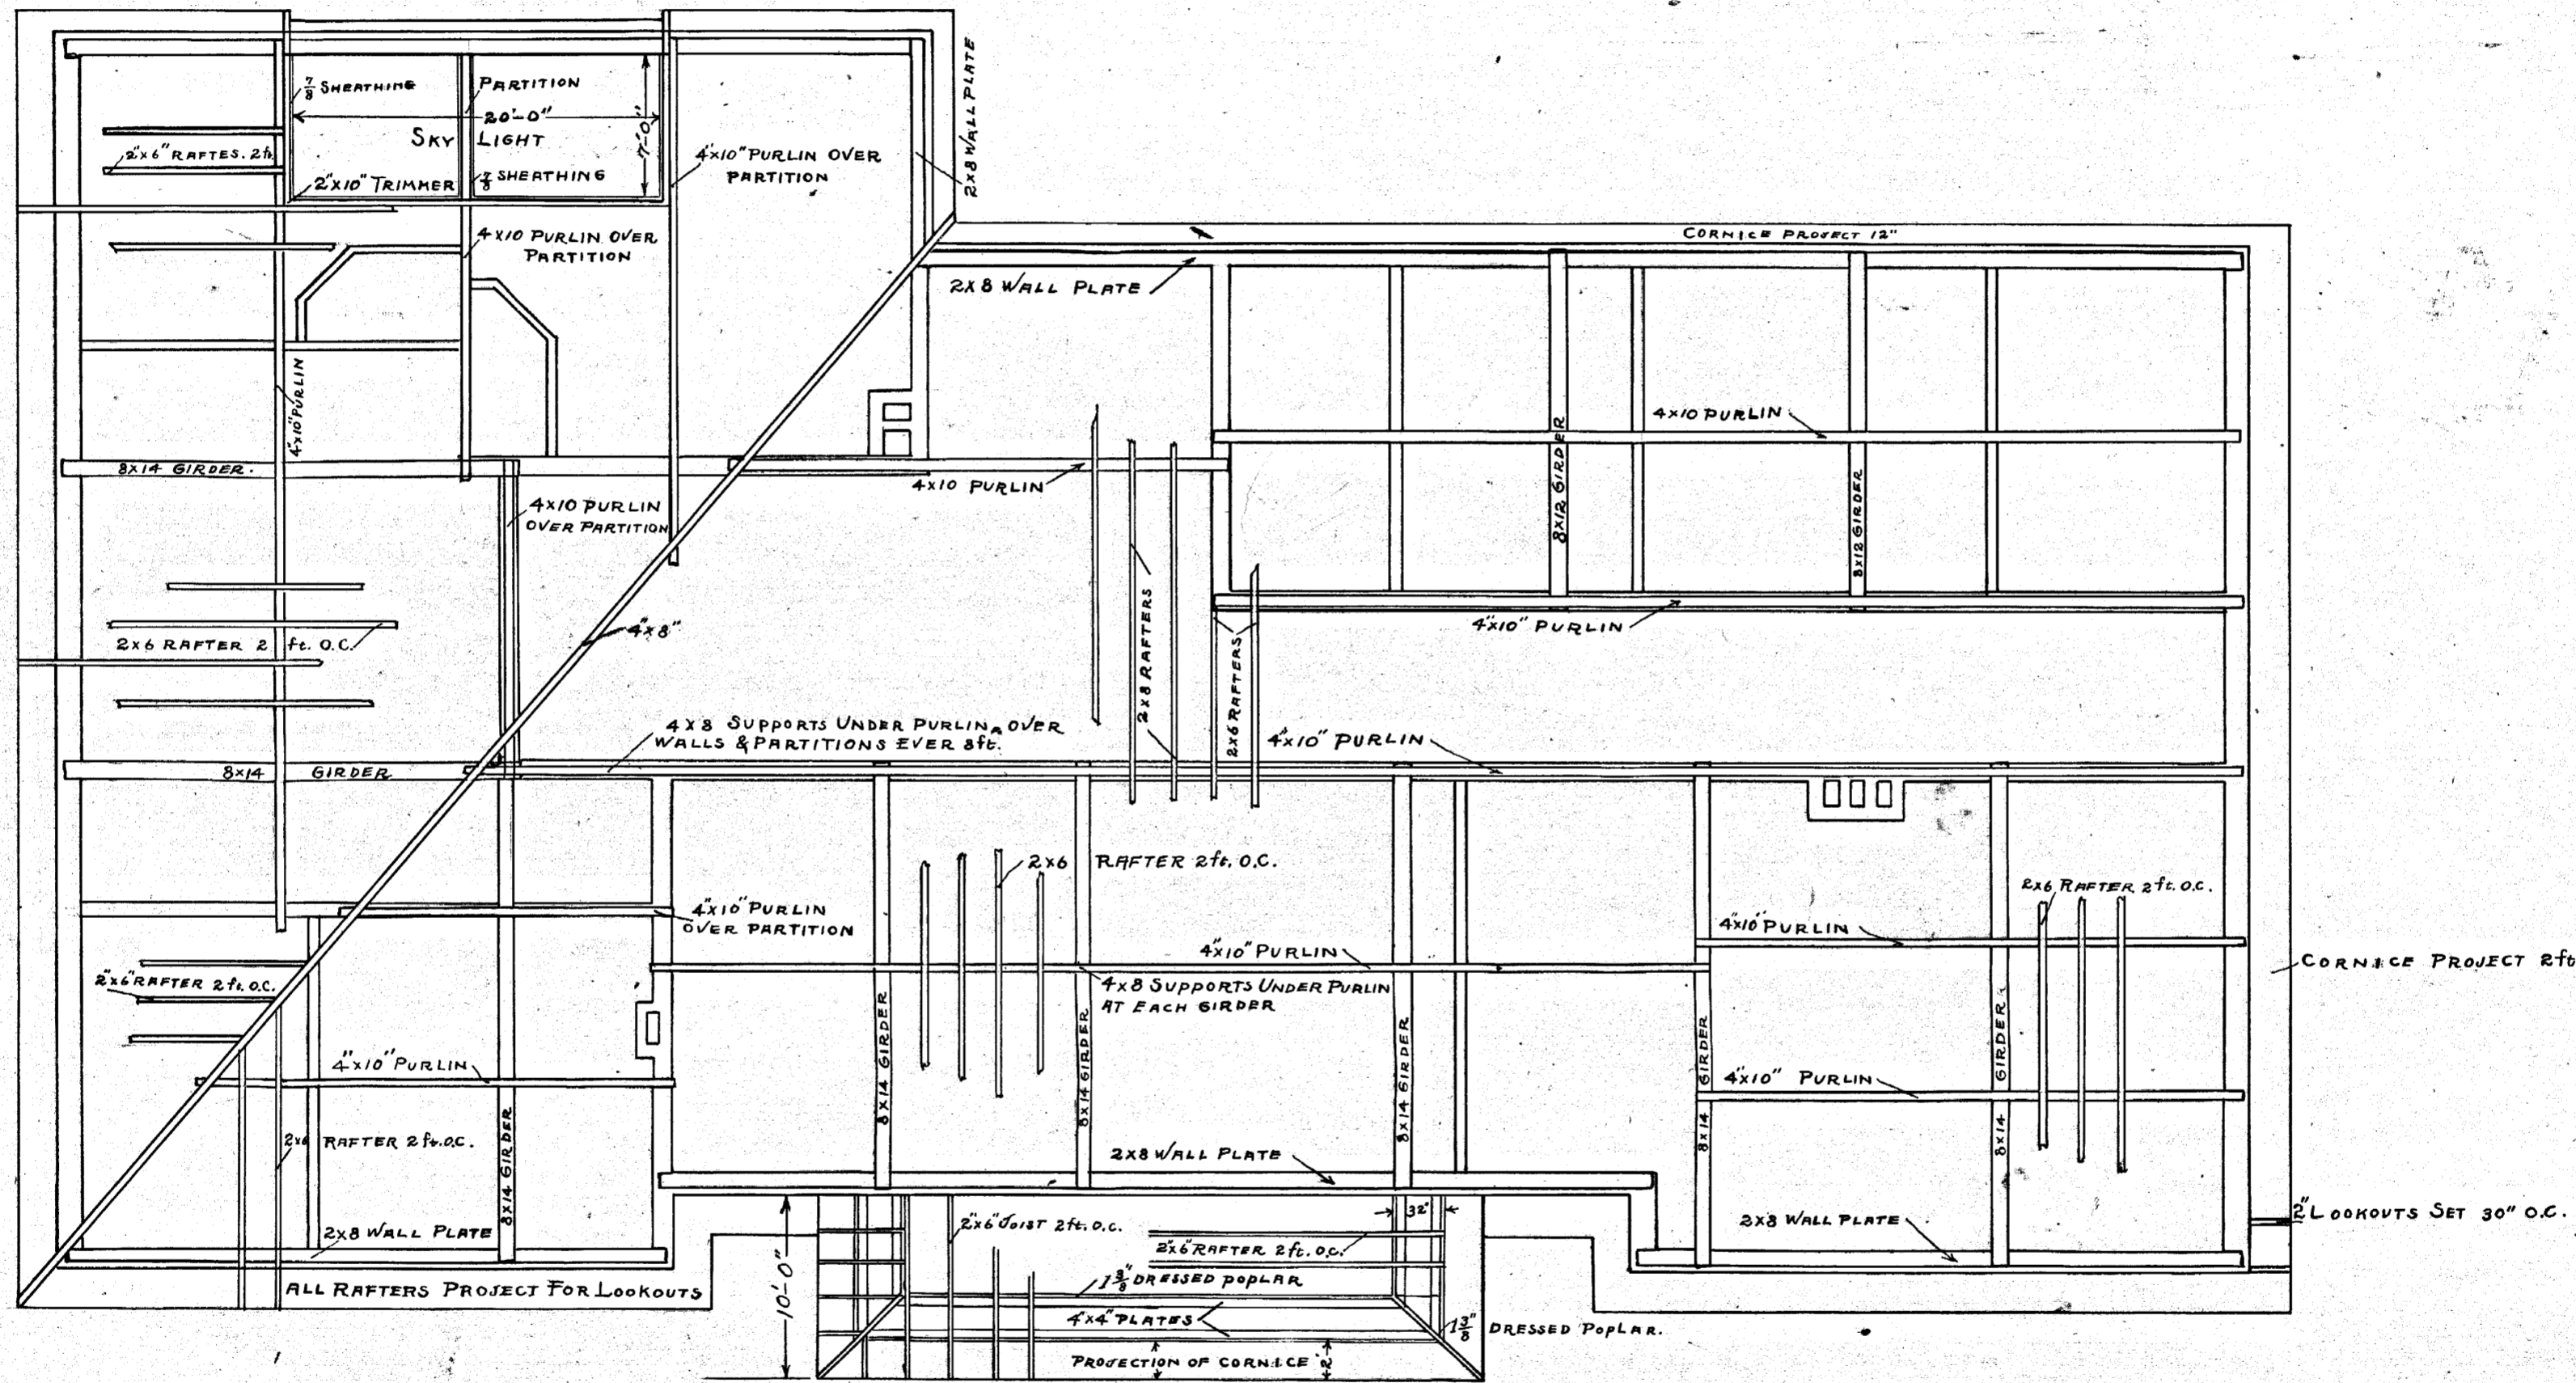 7/8 SHEATHING
PARTITION
20'-0"
SKY LIGHT
7'-0"
2"x6" RAFTES. 2ft.
2"x10" TRIMMER
7/8 SHEATHING
4"x10" PURLIN OVER
PARTITION
2x8 WALL PLATE
4x10 PURLIN OVER
PARTITION
CORNICE PROJECT 12"
2X8 WALL PLATE
4"x10" PURLIN
8X14 GIRDER.
4x10 PURLIN
OVER PARTITION
4x10 PURLIN
4x10 PURLIN
8X12 GIRDER
8X12 GIRDER
2x6 RAFTER 2 ft. O.C.
4"x8"
2x8 RAFTERS
2x6 RAFTERS
4"x10" PURLIN
4x8 SUPPORTS UNDER PURLIN OVER
WALLS & PARTITIONS EVER 8ft.
4"x10" PURLIN
8x14 GIRDER
2x6 RAFTER 2ft. O.C.
2x6 RAFTER 2ft. O.C.
4"x10" PURLIN
OVER PARTITION
4"x10" PURLIN
4"x10" PURLIN
4x8 SUPPORTS UNDER PURLIN
AT EACH GIRDER
CORNICE PROJECT 2ft
2"x6" RAFTER 2ft. O.C.
4"x10" PURLIN
8X14 GIRDER
8X14 GIRDER
8X14 GIRDER
8X14 GIRDER
8X14 GIRDER
4"x10" PURLIN
2x6 RAFTER 2ft.O.C.
8X14 GIRDER
2X8 WALL PLATE
2X8 WALL PLATE
2" LOOKOUTS SET 30" O.C.
2x8 WALL PLATE
32"
2"x6" JOIST 2ft. O.C.
2"x6" RAFTER 2ft. O.C.
1 3/8" DRESSED POPLAR
ALL RAFTERS PROJECT FOR LOOKOUTS
10'-0"
4"x4" PLATES
1 3/8" DRESSED POPLAR.
PROJECTION OF CORNICE 2'